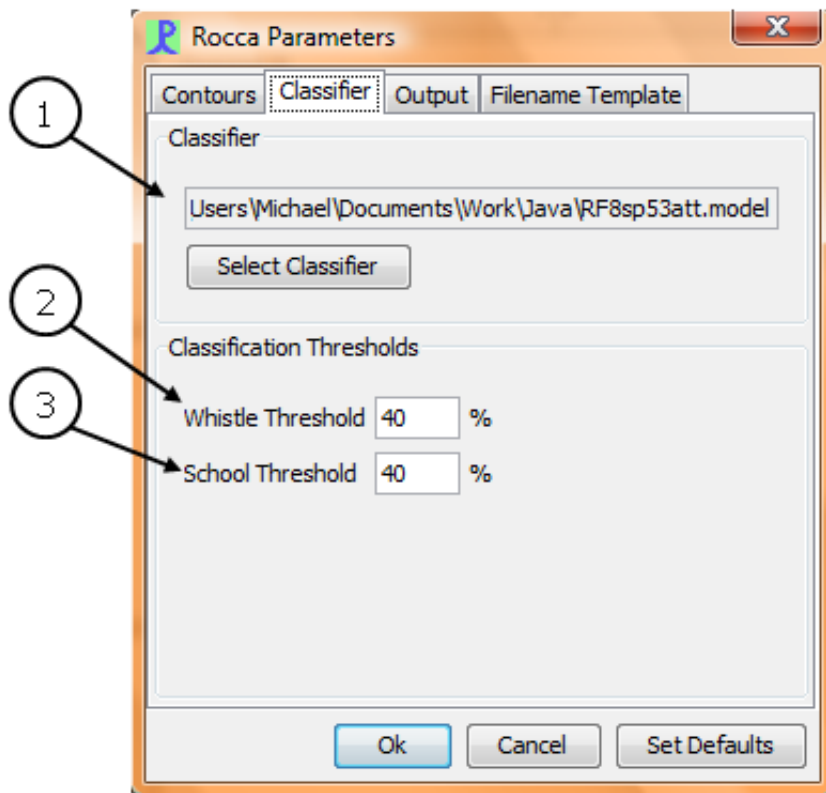 Rocca Parameters
Contours Classifier Output Filename Template
1
Classifier
Users\Michael\Documents\Work\Java\RF8sp53att.model
Select Classifier
2
Classification Thresholds
3
Whistle Threshold 40 %
School Threshold 40 %
Ok Cancel Set Defaults